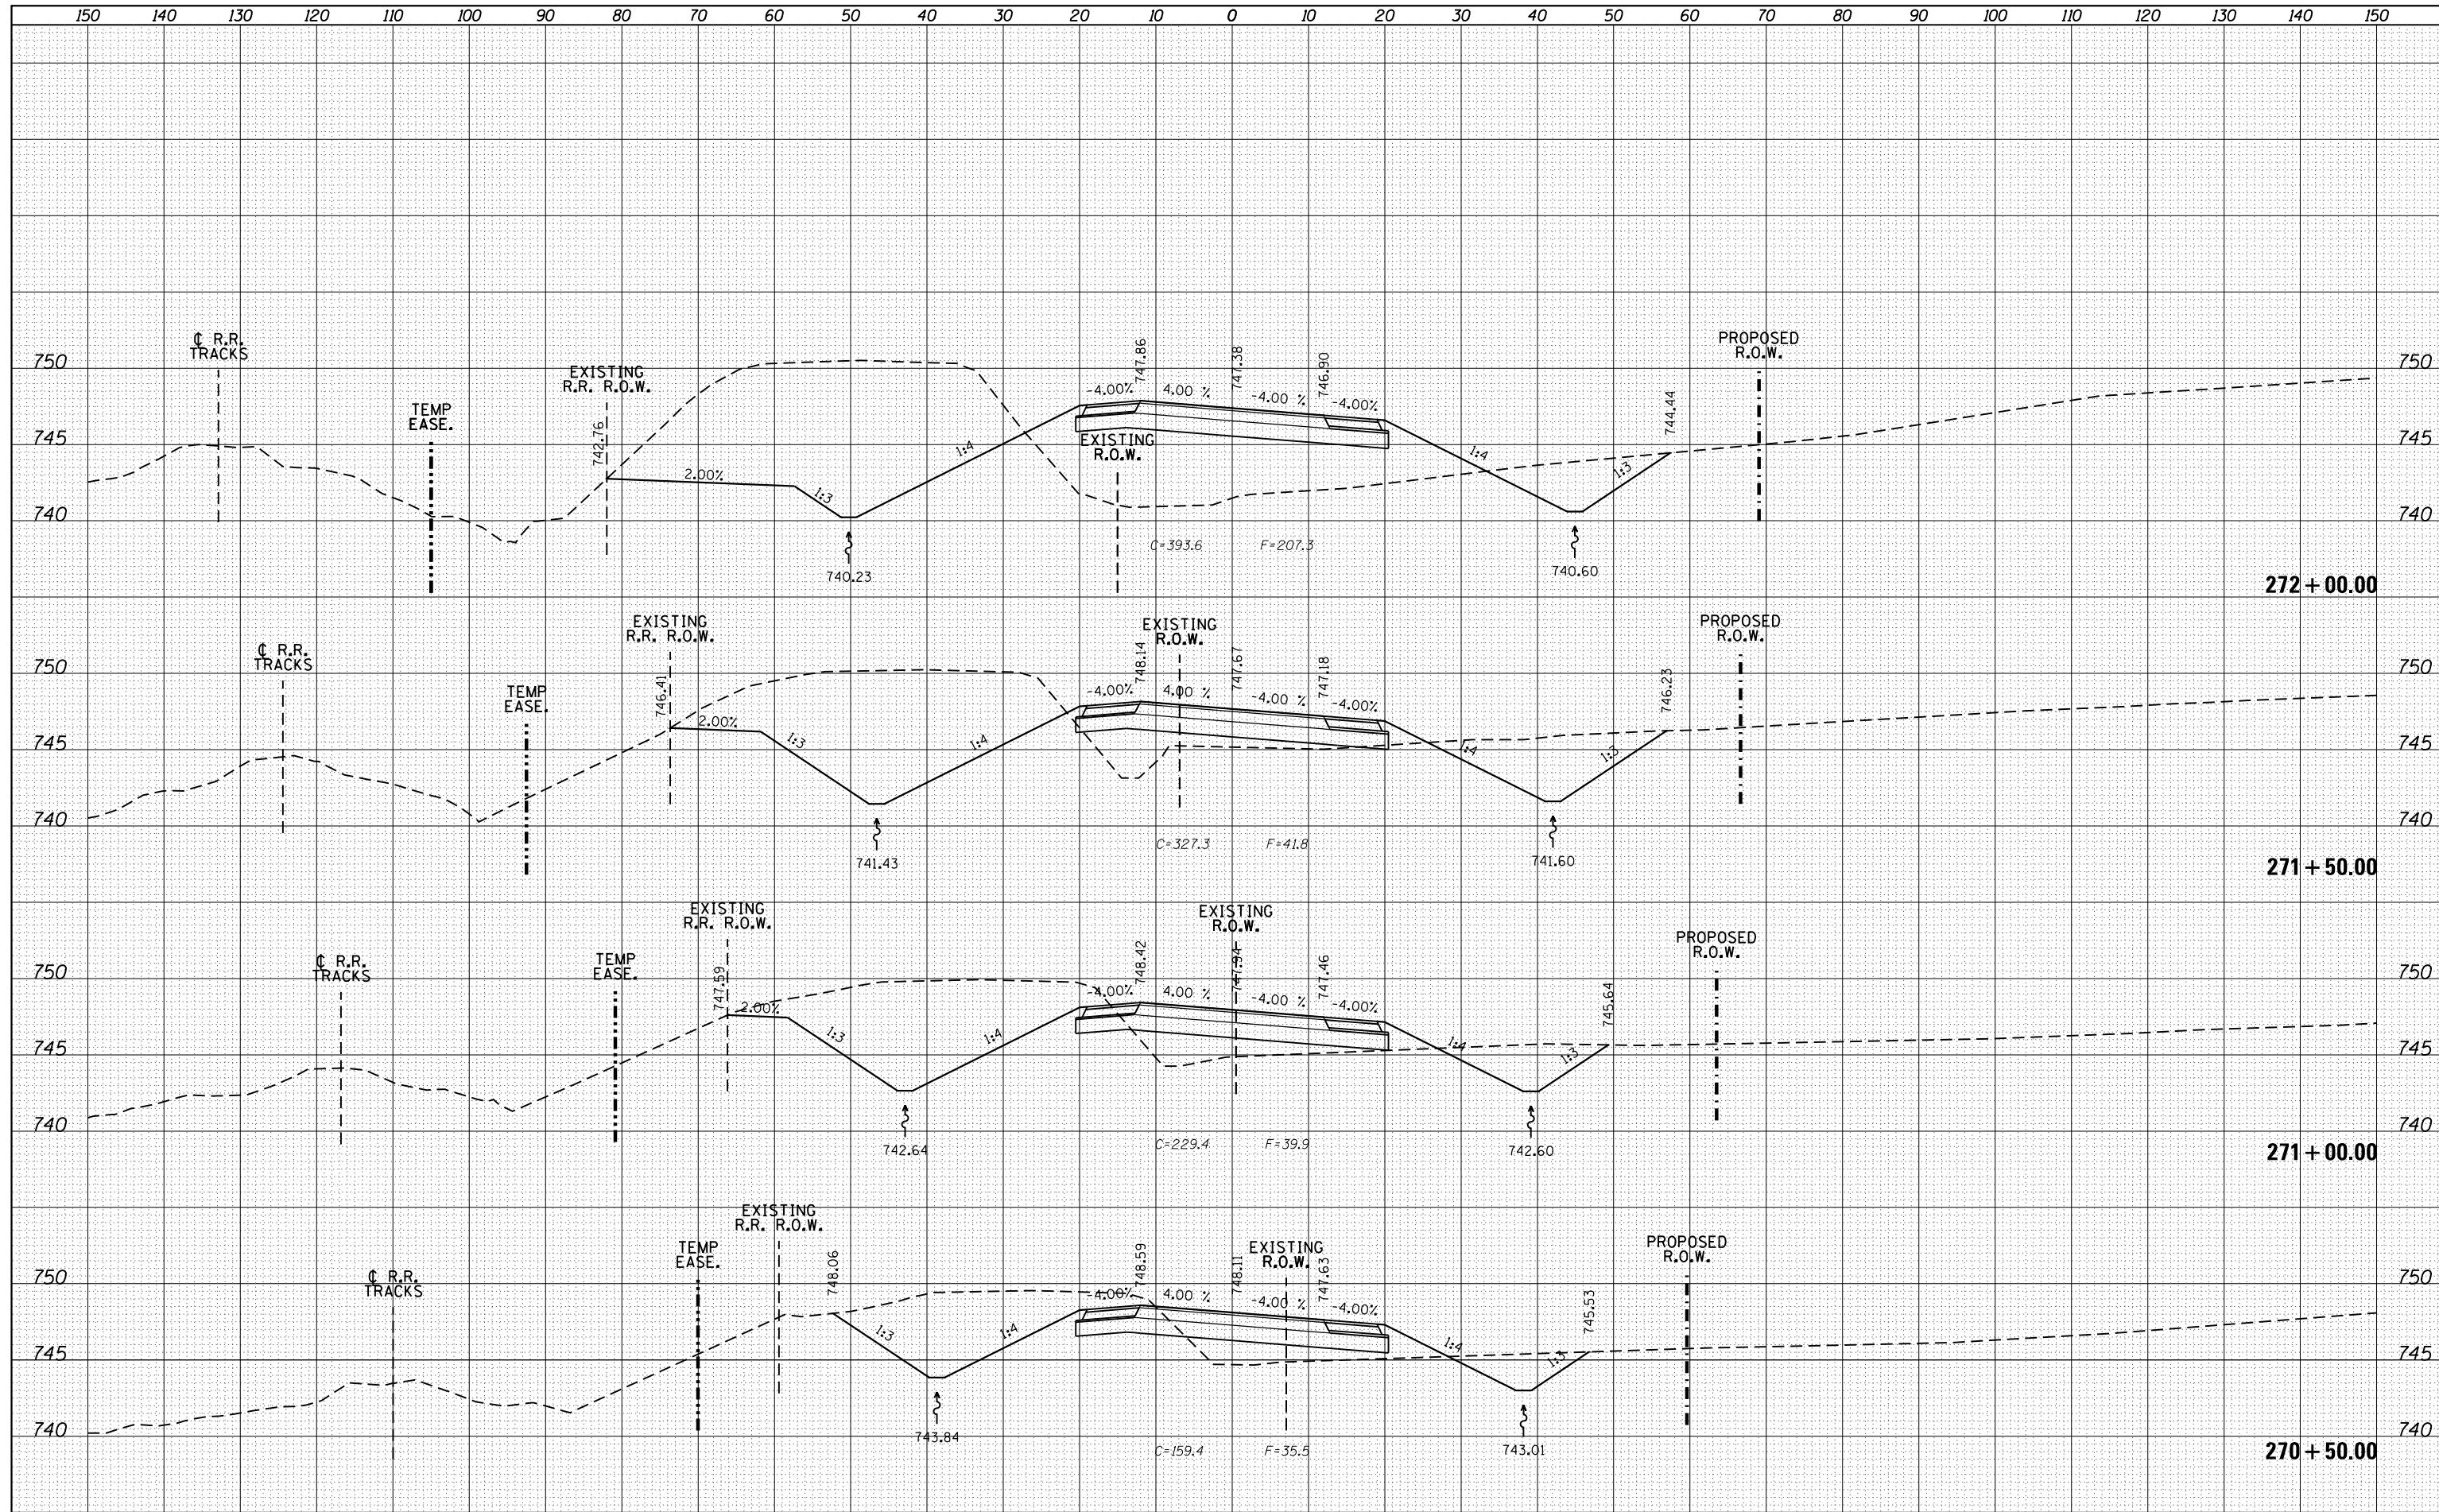 150 140 130 120 110 100 90 80 70 60 50 40 30 20 10 0 10 20 30 40 50 60 70 80 90 100 110 120 130 140 150
℄ R.R.
TRACKS
TEMP
EASE.
EXISTING
R.R. R.O.W.
742.76
2.00%
1:3
1:4
740.23
EXISTING
R.O.W.
-4.00%
747.86
4.00 %
747.38
-4.00 %
746.90
-4.00%
1:4
1:3
744.44
740.60
PROPOSED
R.O.W.
750 750
745 745
740 740
C=393.6 F=207.3
272+00.00
℄ R.R.
TRACKS
TEMP
EASE.
EXISTING
R.R. R.O.W.
746.41
2.00%
1:3
1:4
741.43
EXISTING
R.O.W.
-4.00%
748.14
4.00 %
747.67
-4.00 %
747.18
-4.00%
1:4
1:3
746.23
741.60
PROPOSED
R.O.W.
750 750
745 745
740 740
C=327.3 F=41.8
271+50.00
℄ R.R.
TRACKS
TEMP
EASE.
EXISTING
R.R. R.O.W.
747.59
2.00%
1:3
1:4
742.64
EXISTING
R.O.W.
-4.00%
748.42
4.00 %
747.94
-4.00 %
747.46
-4.00%
1:4
1:3
745.64
742.60
PROPOSED
R.O.W.
750 750
745 745
740 740
C=229.4 F=39.9
271+00.00
℄ R.R.
TRACKS
TEMP
EASE.
EXISTING
R.R. R.O.W.
748.06
1:3
1:4
743.84
EXISTING
R.O.W.
-4.00%
748.59
4.00 %
748.11
-4.00 %
747.63
-4.00%
1:4
1:3
745.53
743.01
PROPOSED
R.O.W.
750 750
745 745
740 740
C=159.4 F=35.5
270+50.00